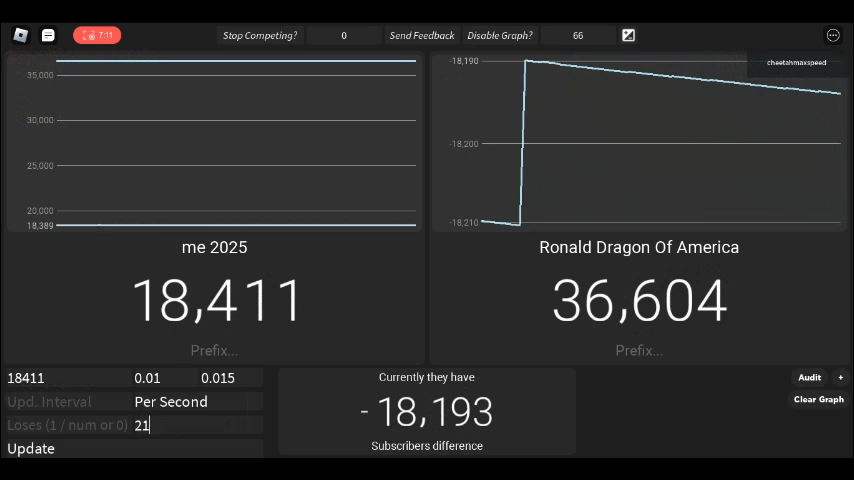 7:11
Stop Competing?
0
Send Feedback
Disable Graph?
66
cheetahmaxspeed
35,000
30,000
25,000
20,000
18,389
-18,190
-18,200
-18,210
me 2025
18,411
Prefix...
Ronald Dragon Of America
36,604
Prefix...
18411
0.01
0.015
Upd. Interval
Per Second
Loses (1 / num or 0)
21
Update
Currently they have
-18,193
Subscribers difference
Audit
+
Clear Graph